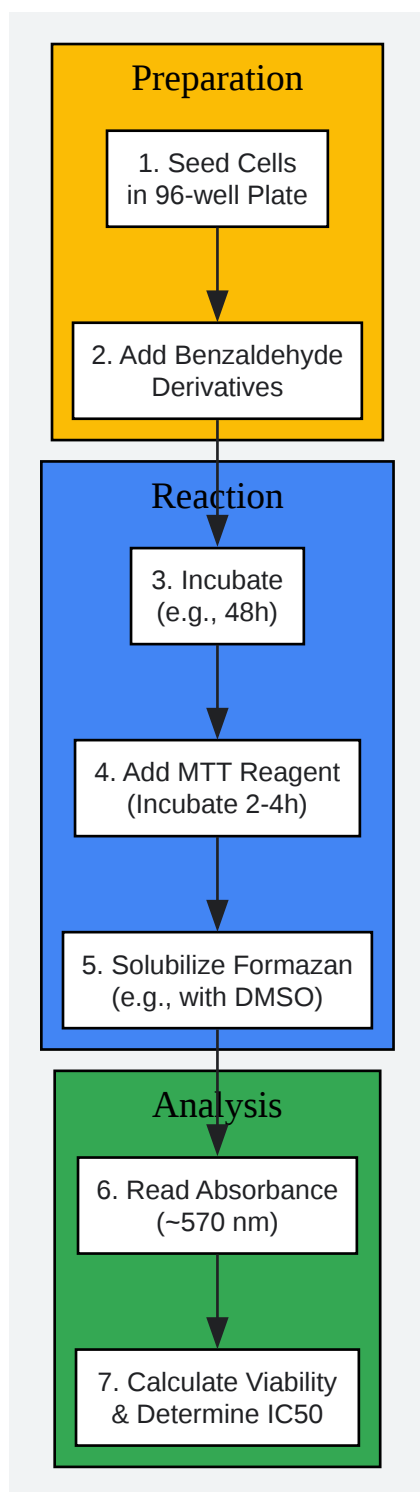 Preparation
1. Seed Cells
in 96-well Plate
2. Add Benzaldehyde
Derivatives
Reaction
3. Incubate
(e.g., 48h)
4. Add MTT Reagent
(Incubate 2-4h)
5. Solubilize Formazan
(e.g., with DMSO)
Analysis
6. Read Absorbance
(~570 nm)
7. Calculate Viability
& Determine IC50